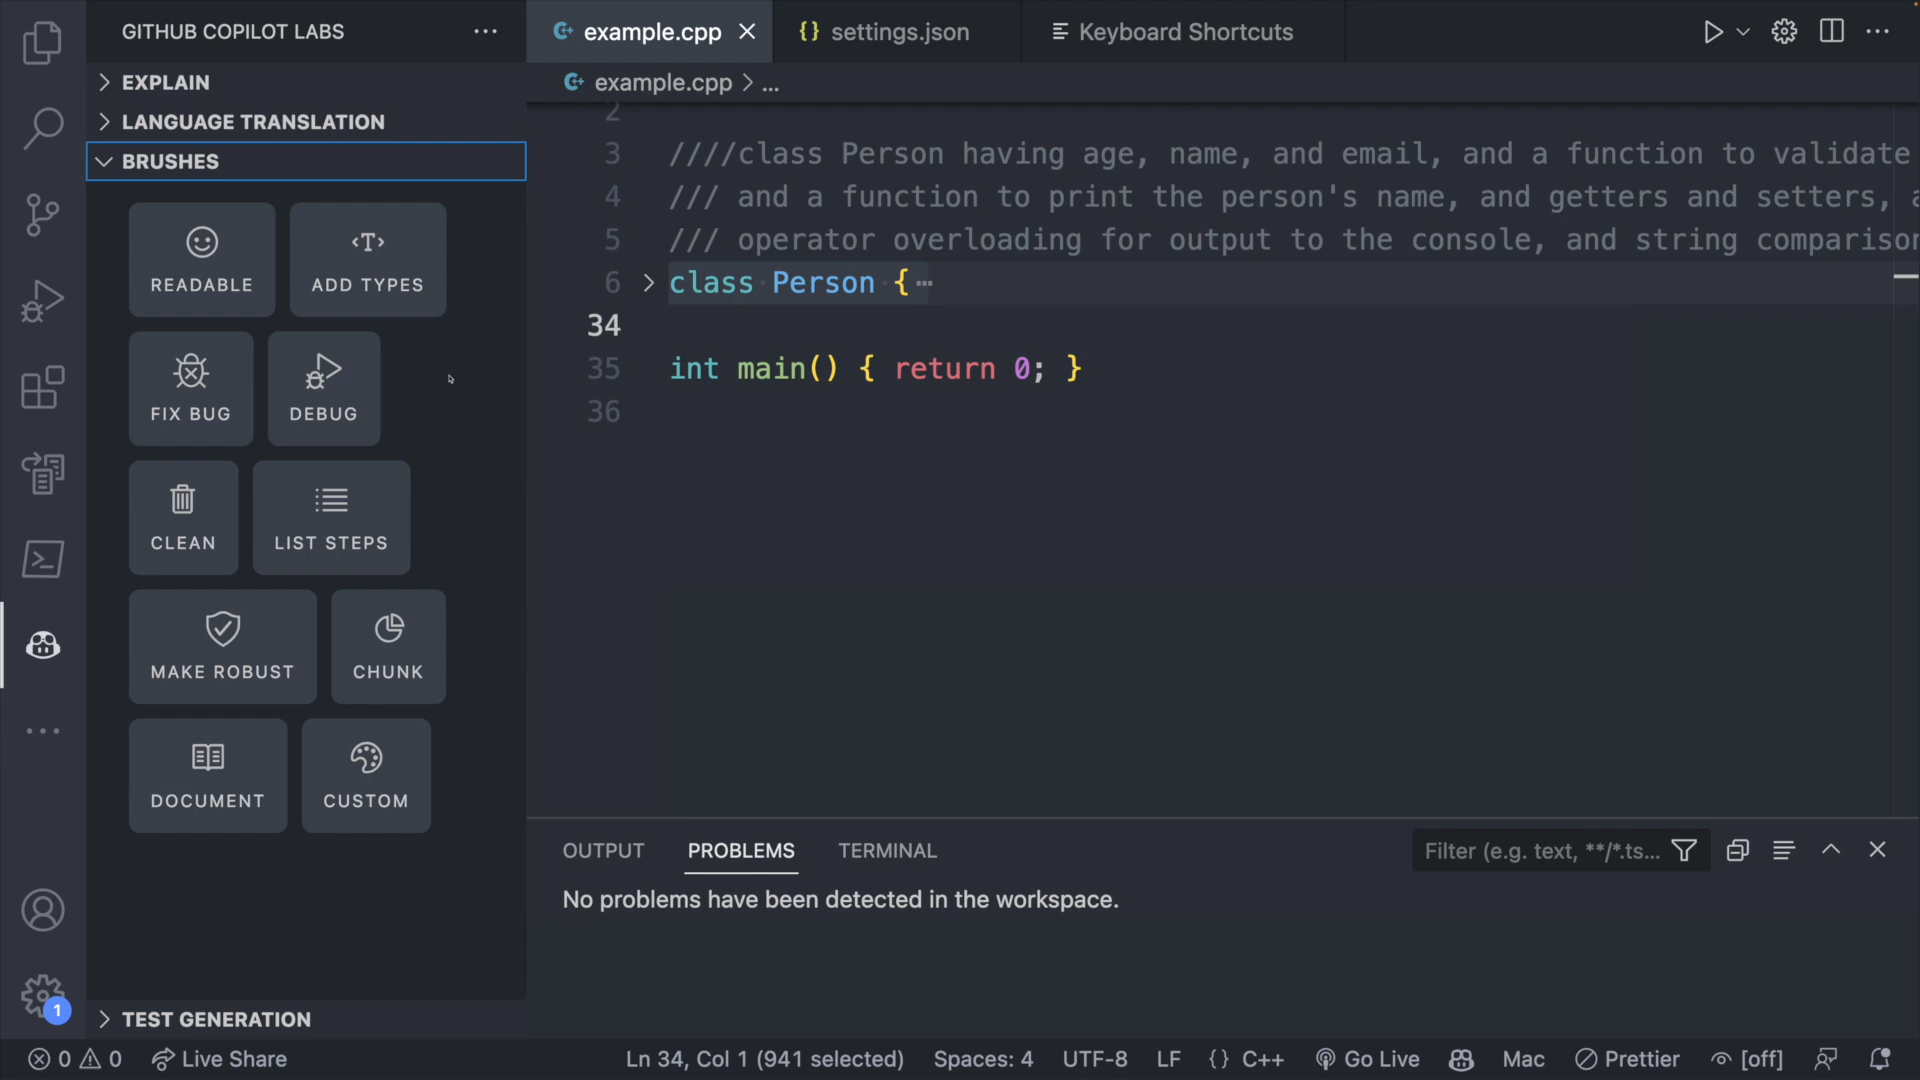 GITHUB COPILOT LABS
EXPLAIN
LANGUAGE TRANSLATION
BRUSHES
READABLE
ADD TYPES
FIX BUG
DEBUG
CLEAN
LIST STEPS
MAKE ROBUST
CHUNK
DOCUMENT
CUSTOM
TEST GENERATION
example.cpp
settings.json
Keyboard Shortcuts
example.cpp > ...
2
3 ////class Person having age, name, and email, and a function to validate
4 /// and a function to print the person's name, and getters and setters,
5 /// operator overloading for output to the console, and string comparison
6 class Person {
34
35 int main() { return 0; }
36
OUTPUT PROBLEMS TERMINAL
Filter (e.g. text, **/*.ts...
No problems have been detected in the workspace.
1
0 0 Live Share
Ln 34, Col 1 (941 selected) Spaces: 4 UTF-8 LF {} C++ Go Live Mac Prettier [off]